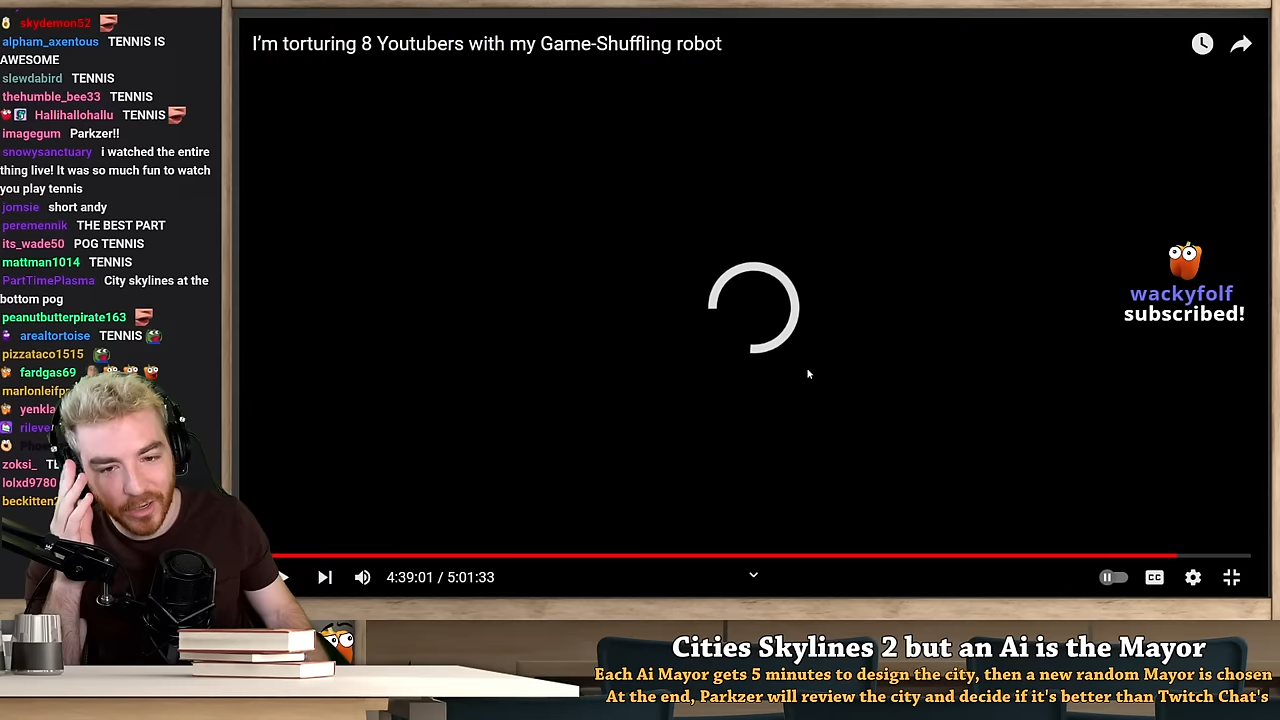 skydemon52
alpham_axentous TENNIS IS
AWESOME
slewdabird TENNIS
thehumble_bee33 TENNIS
Hallihallohallu TENNIS
imagegum Parkzer!!
snowysanctuary i watched the entire
thing live! It was so much fun to watch
you play tennis
jomsie short andy
peremennik THE BEST PART
its_wade50 POG TENNIS
mattman1014 TENNIS
PartTimePlasma City skylines at the
bottom pog
peanutbutterpirate163
arealtortoise TENNIS
pizzataco1515
fardgas69
zoksi_
lolxd9780
I'm torturing 8 Youtubers with my Game-Shuffling robot
wackyfolf
subscribed!
4:39:01 / 5:01:33
CC
Cities Skylines 2 but an Ai is the Mayor
Each Ai Mayor gets 5 minutes to design the city, then a new random Mayor is chosen
At the end, Parkzer will review the city and decide if it's better than Twitch Chat's